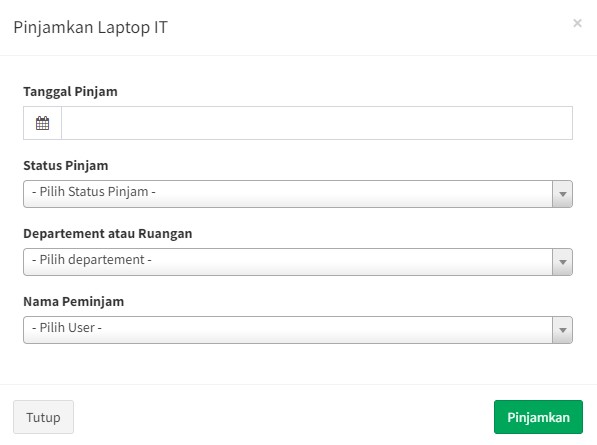 Pinjamkan Laptop IT
×
Tanggal Pinjam
Status Pinjam
- Pilih Status Pinjam -
Departement atau Ruangan
- Pilih departement -
Nama Peminjam
- Pilih User -
Tutup
Pinjamkan